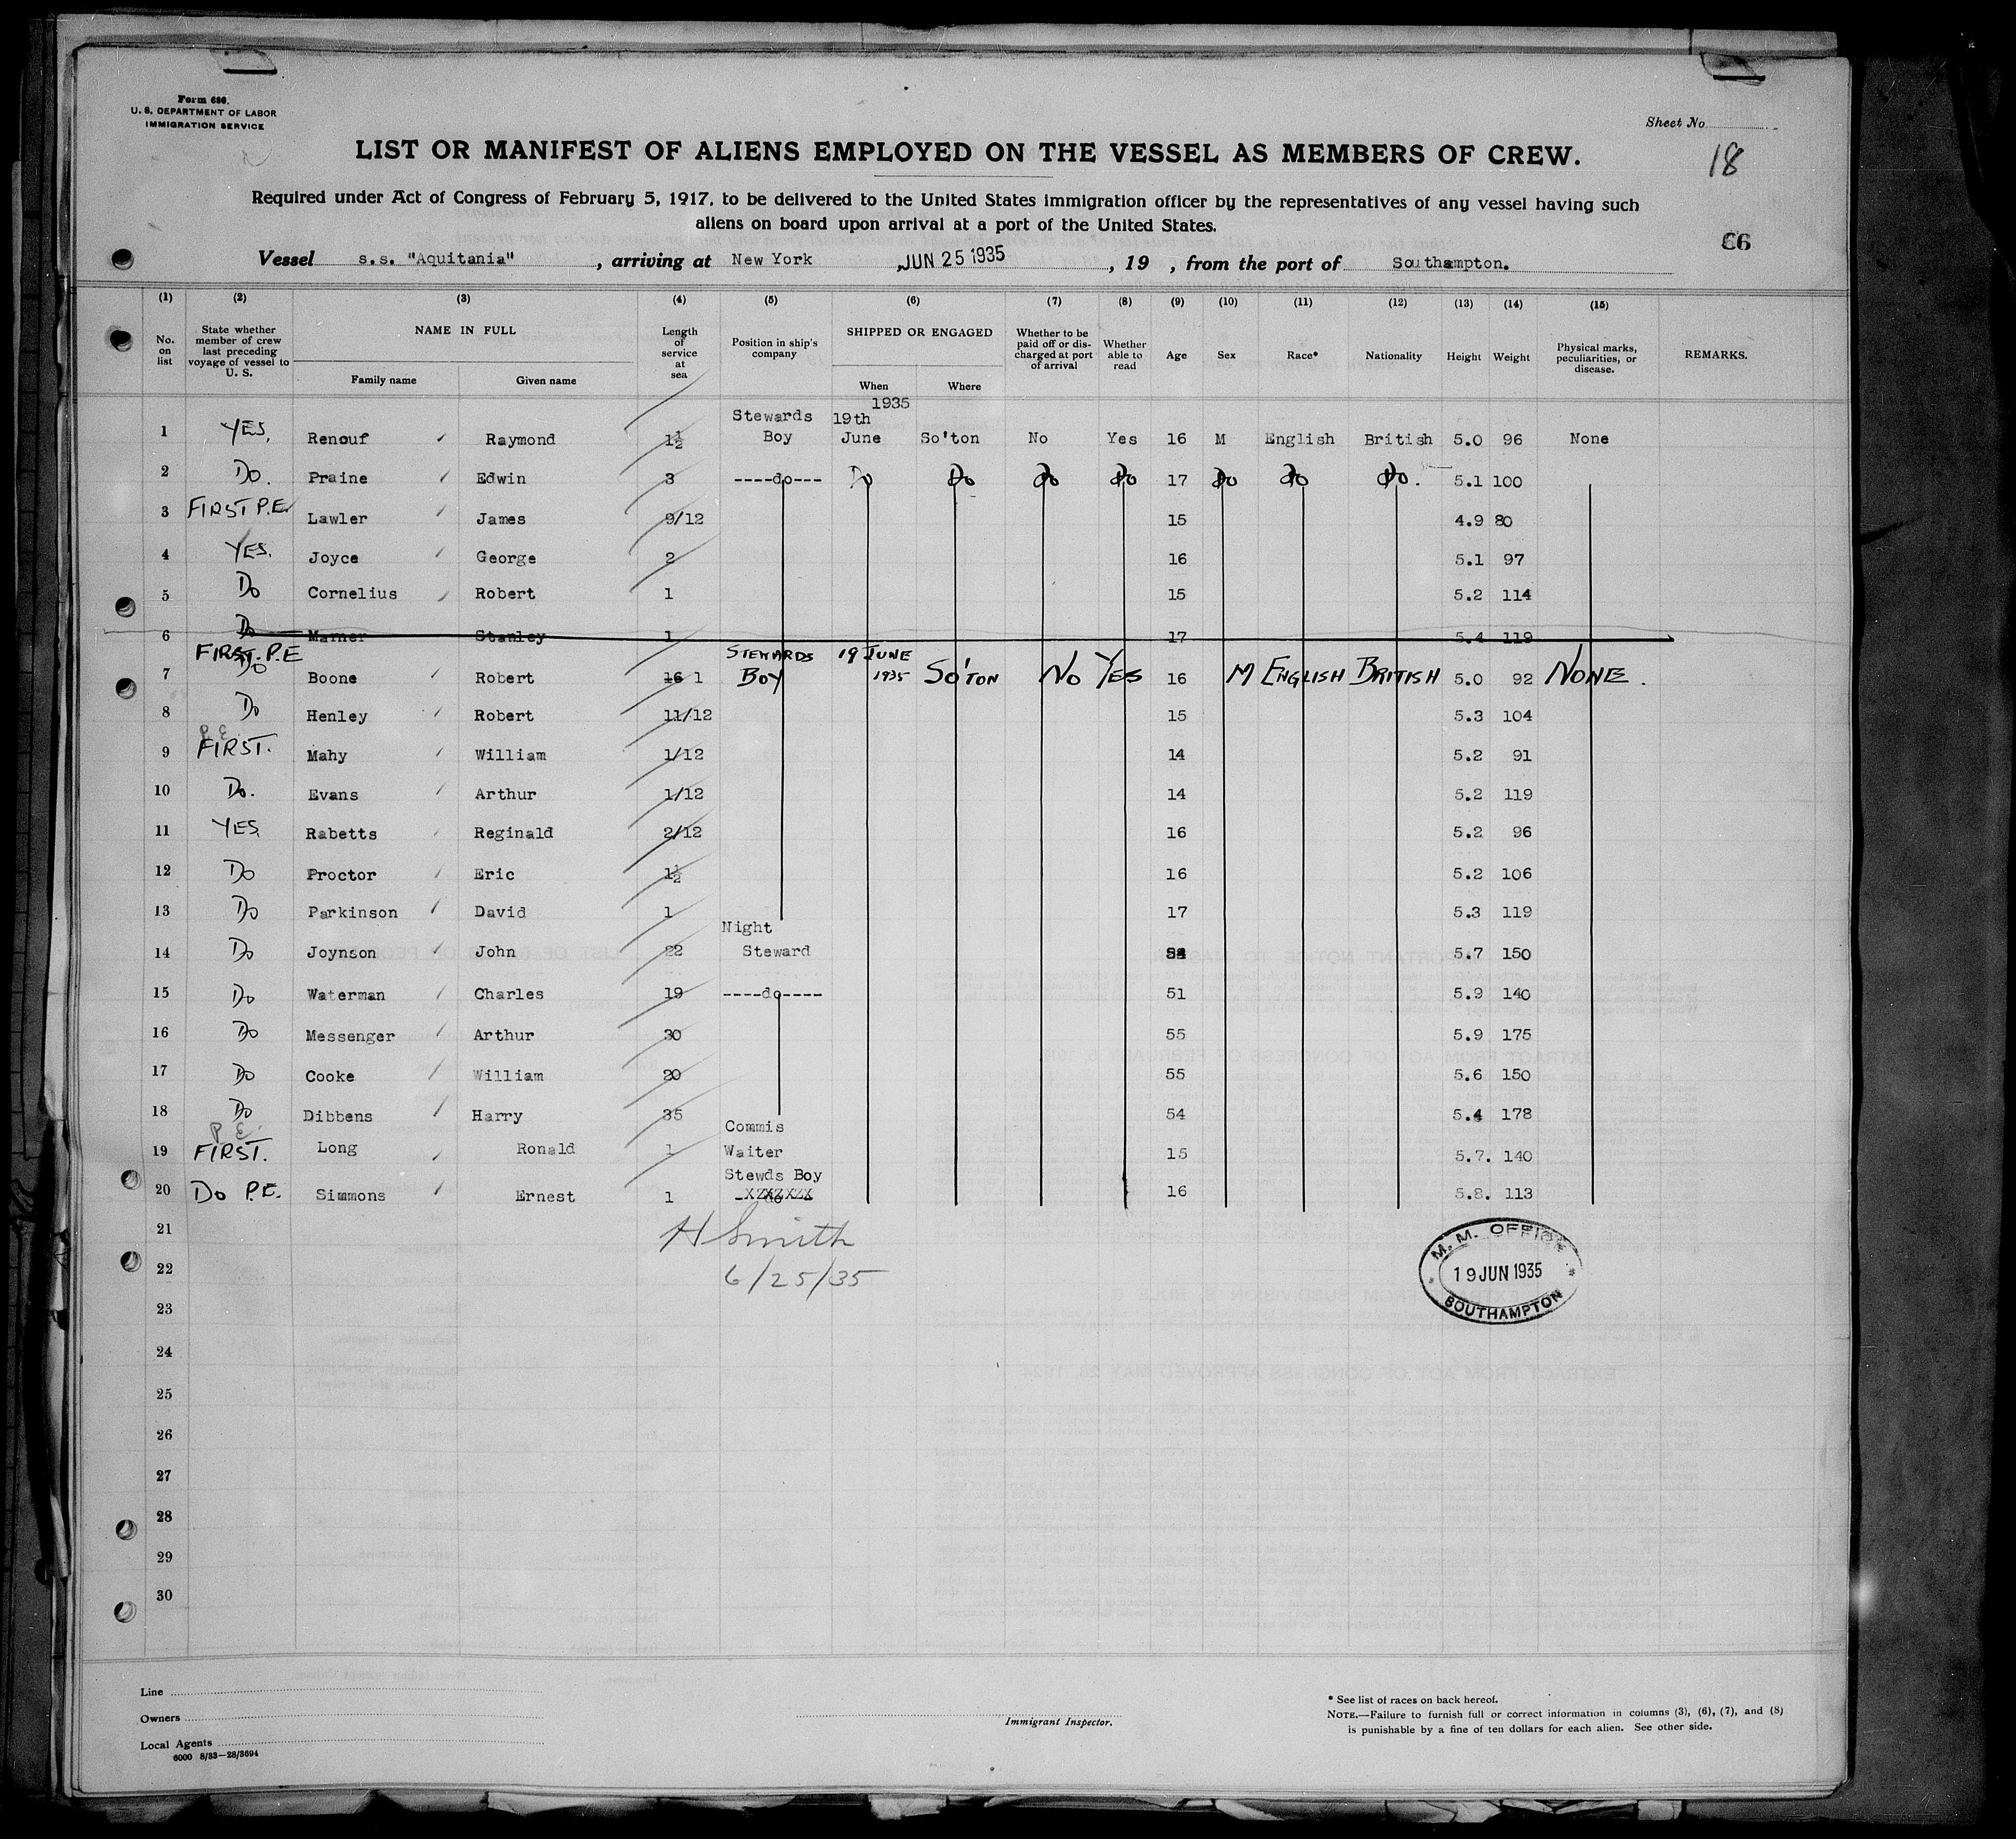 Form 680.
U. S. DEPARTMENT OF LABOR
IMMIGRATION SERVICE
Sheet No.
18
LIST OR MANIFEST OF ALIENS EMPLOYED ON THE VESSEL AS MEMBERS OF CREW.
Required under Act of Congress of February 5, 1917, to be delivered to the United States immigration officer by the representatives of any vessel having such
aliens on board upon arrival at a port of the United States.
66
Vessel s.s. "Aquitania" , arriving at New York , JUN 25 1935 , 19 , from the port of Southampton.
(1) (2) (3) (4) (5) (6) (7) (8) (9) (10) (11) (12) (13) (14) (15)
No. on list State whether member of crew last preceding voyage of vessel to U. S. NAME IN FULL Family name Given name Length of service at sea Position in ship's company SHIPPED OR ENGAGED When Where Whether to be paid off or discharged at port of arrival Whether able to read Age Sex Race* Nationality Height Weight Physical marks, peculiarities, or disease. REMARKS.
1935
Stewards 19th
1 YES. Renouf Raymond 1½ Boy June So'ton No Yes 16 M English British 5.0 96 None
2 Do. Praine Edwin 3 ----do--- Do Do Do Do 17 Do Do Do. 5.1 100
3 FIRST P.E. Lawler James 9/12 15 4.9 80
4 YES. Joyce George 2 16 5.1 97
5 Do Cornelius Robert 1 15 5.2 114
6 Do Marner Stanley 1 17 5.4 119
FIRST. P.E STEWARDS 19 JUNE
7 Do Boone Robert 16 1 BOY 1935 SO'TON NO YES 16 M ENGLISH BRITISH 5.0 92 NONE.
8 Do Henley Robert 11/12 15 5.3 104
P.E.
9 FIRST. Mahy William 1/12 14 5.2 91
10 Do. Evans Arthur 1/12 14 5.2 119
11 YES Rabetts Reginald 2/12 16 5.2 96
12 Do Proctor Eric 1½ 16 5.2 106
13 Do Parkinson David 1 17 5.3 119
Night
14 Do Joynson John 22 Steward 5.7 150
15 Do Waterman Charles 19 ----do---- 51 5.9 140
16 Do Messenger Arthur 30 55 5.9 175
17 Do Cooke William 20 55 5.6 150
18 Do Dibbens Harry 35 54 5.4 178
P E. Commis
19 FIRST. Long Ronald 1 Waiter 15 5.7. 140
Stewds Boy
20 Do P.E. Simmons Ernest 1 do 16 5.8. 113
21
H Smith
22
6/25/35
M. M. OFFICE
19 JUN 1935
SOUTHAMPTON
23
24
25
26
27
28
29
30
Line
Owners
Local Agents
6000 8/33—28/3694
Immigrant Inspector.
* See list of races on back hereof.
NOTE.—Failure to furnish full or correct information in columns (3), (6), (7), and (8)
is punishable by a fine of ten dollars for each alien. See other side.